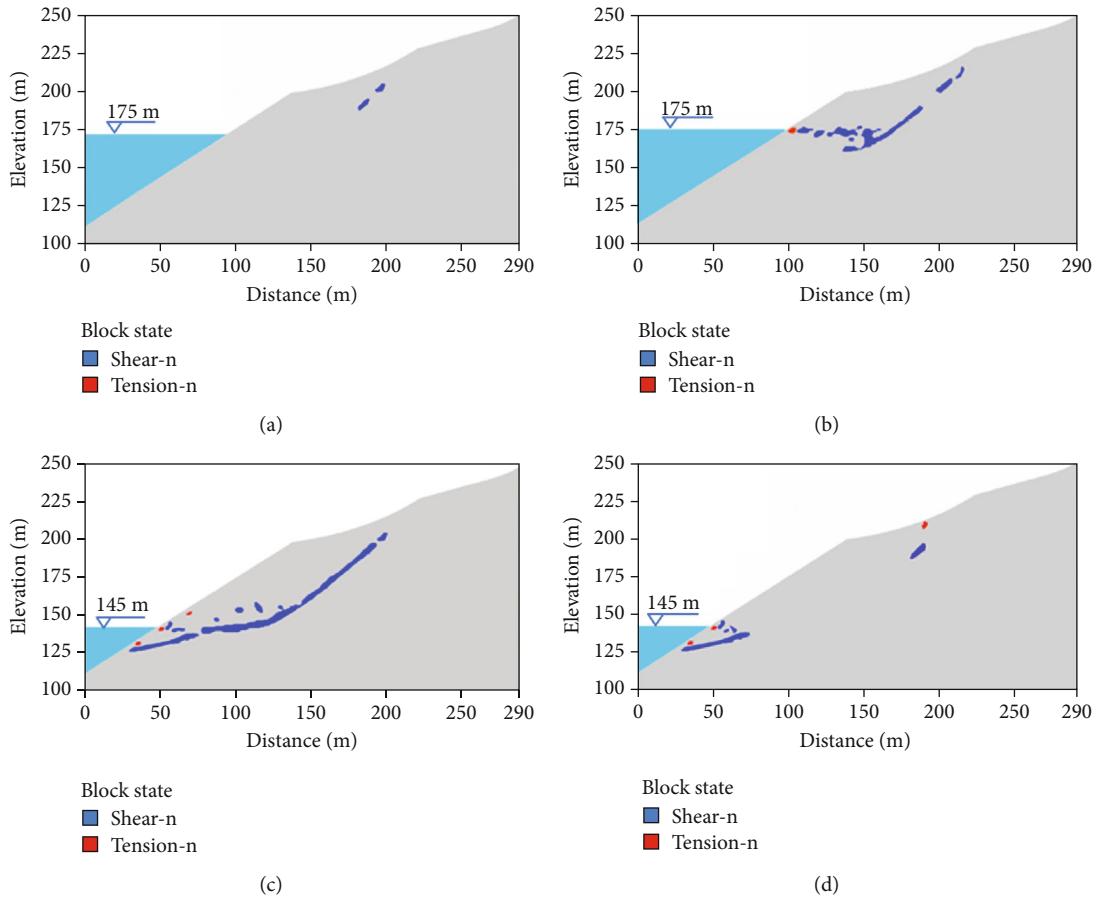 250
225
200
175
150
125
100
Elevation (m)
175 m
0
50
100
150
200
250
290
Distance (m)
Block state
Shear-n
Tension-n
(a)
250
225
200
175
150
125
100
Elevation (m)
175 m
0
50
100
150
200
250
290
Distance (m)
Block state
Shear-n
Tension-n
(b)
250
225
200
175
150
125
100
Elevation (m)
145 m
0
50
100
150
200
250
290
Distance (m)
Block state
Shear-n
Tension-n
(c)
250
225
200
175
150
125
100
Elevation (m)
145 m
0
50
100
150
200
250
290
Distance (m)
Block state
Shear-n
Tension-n
(d)